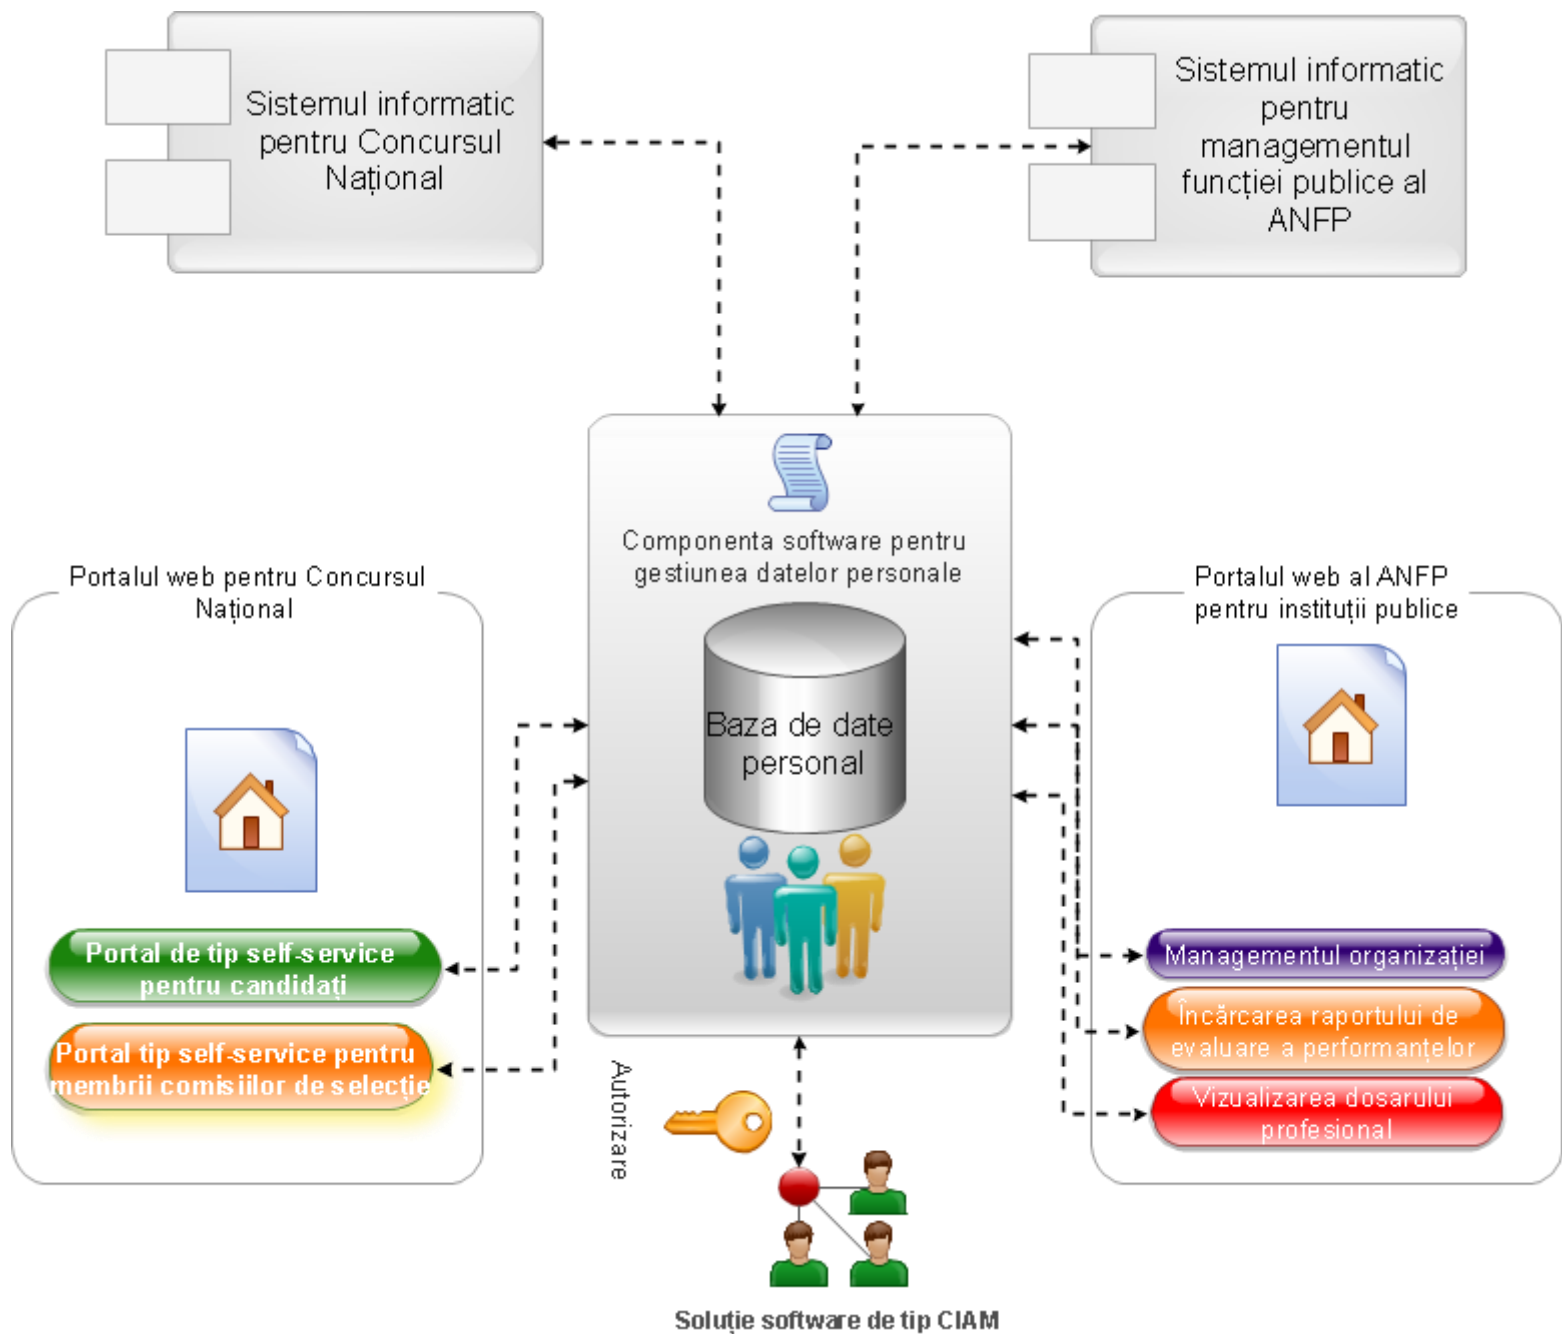 Sistemul informatic
pentru Concursul
Național
Sistemul informatic
pentru
managementul
funcției publice al
ANFP
Componenta software pentru
gestiunea datelor personale
Baza de date
personal
Portalul web pentru Concursul
Național
Portal de tip self-service
pentru candidați
Portal tip self-service pentru
membrii comisiilor de selecție
Portalul web al ANFP
pentru instituții publice
Managementul organizației
Încărcarea raportului de
evaluare a performanțelor
Vizualizarea dosarului
profesional
Autorizare
Soluție software de tip CIAM